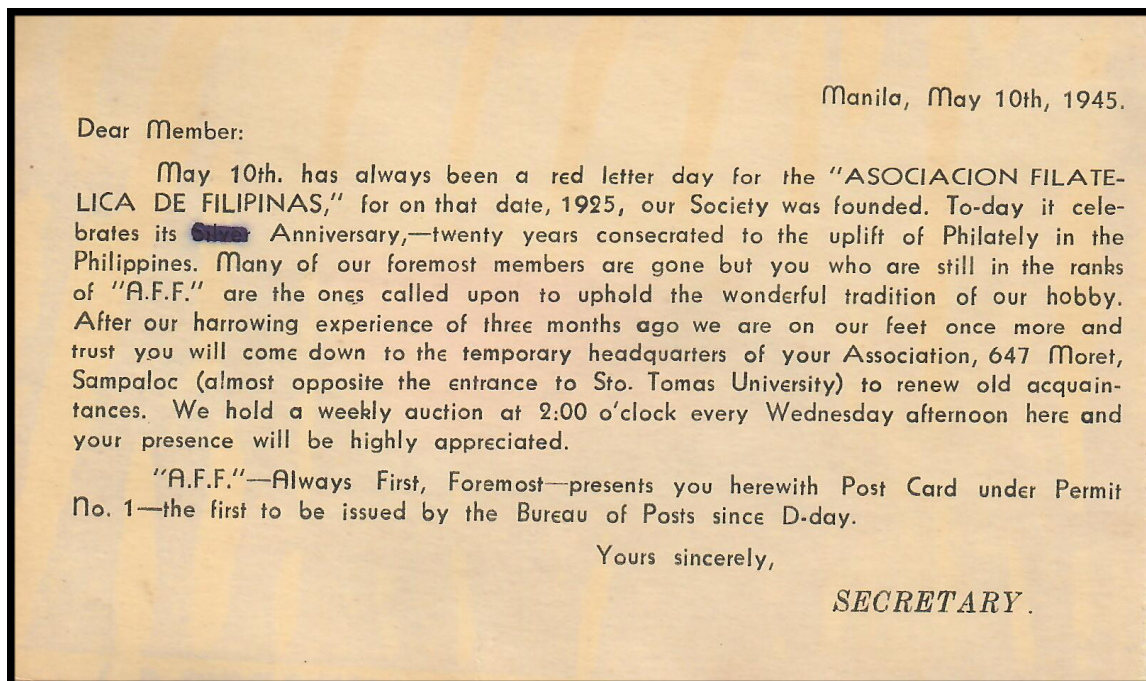 Manila, May 10th, 1945.
Dear Member:
May 10th. has always been a red letter day for the "ASOCIACION FILATE-
LICA DE FILIPINAS," for on that date, 1925, our Society was founded. To-day it cele-
brates its Silver Anniversary,—twenty years consecrated to the uplift of Philately in the
Philippines. Many of our foremost members are gone but you who are still in the ranks
of "A.F.F." are the ones called upon to uphold the wonderful tradition of our hobby.
After our harrowing experience of three months ago we are on our feet once more and
trust you will come down to the temporary headquarters of your Association, 647 Moret,
Sampaloc (almost opposite the entrance to Sto. Tomas University) to renew old acquain-
tances. We hold a weekly auction at 2:00 o'clock every Wednesday afternoon here and
your presence will be highly appreciated.
"A.F.F."—Always First, Foremost—presents you herewith Post Card under Permit
No. 1—the first to be issued by the Bureau of Posts since D-day.
Yours sincerely,
SECRETARY.